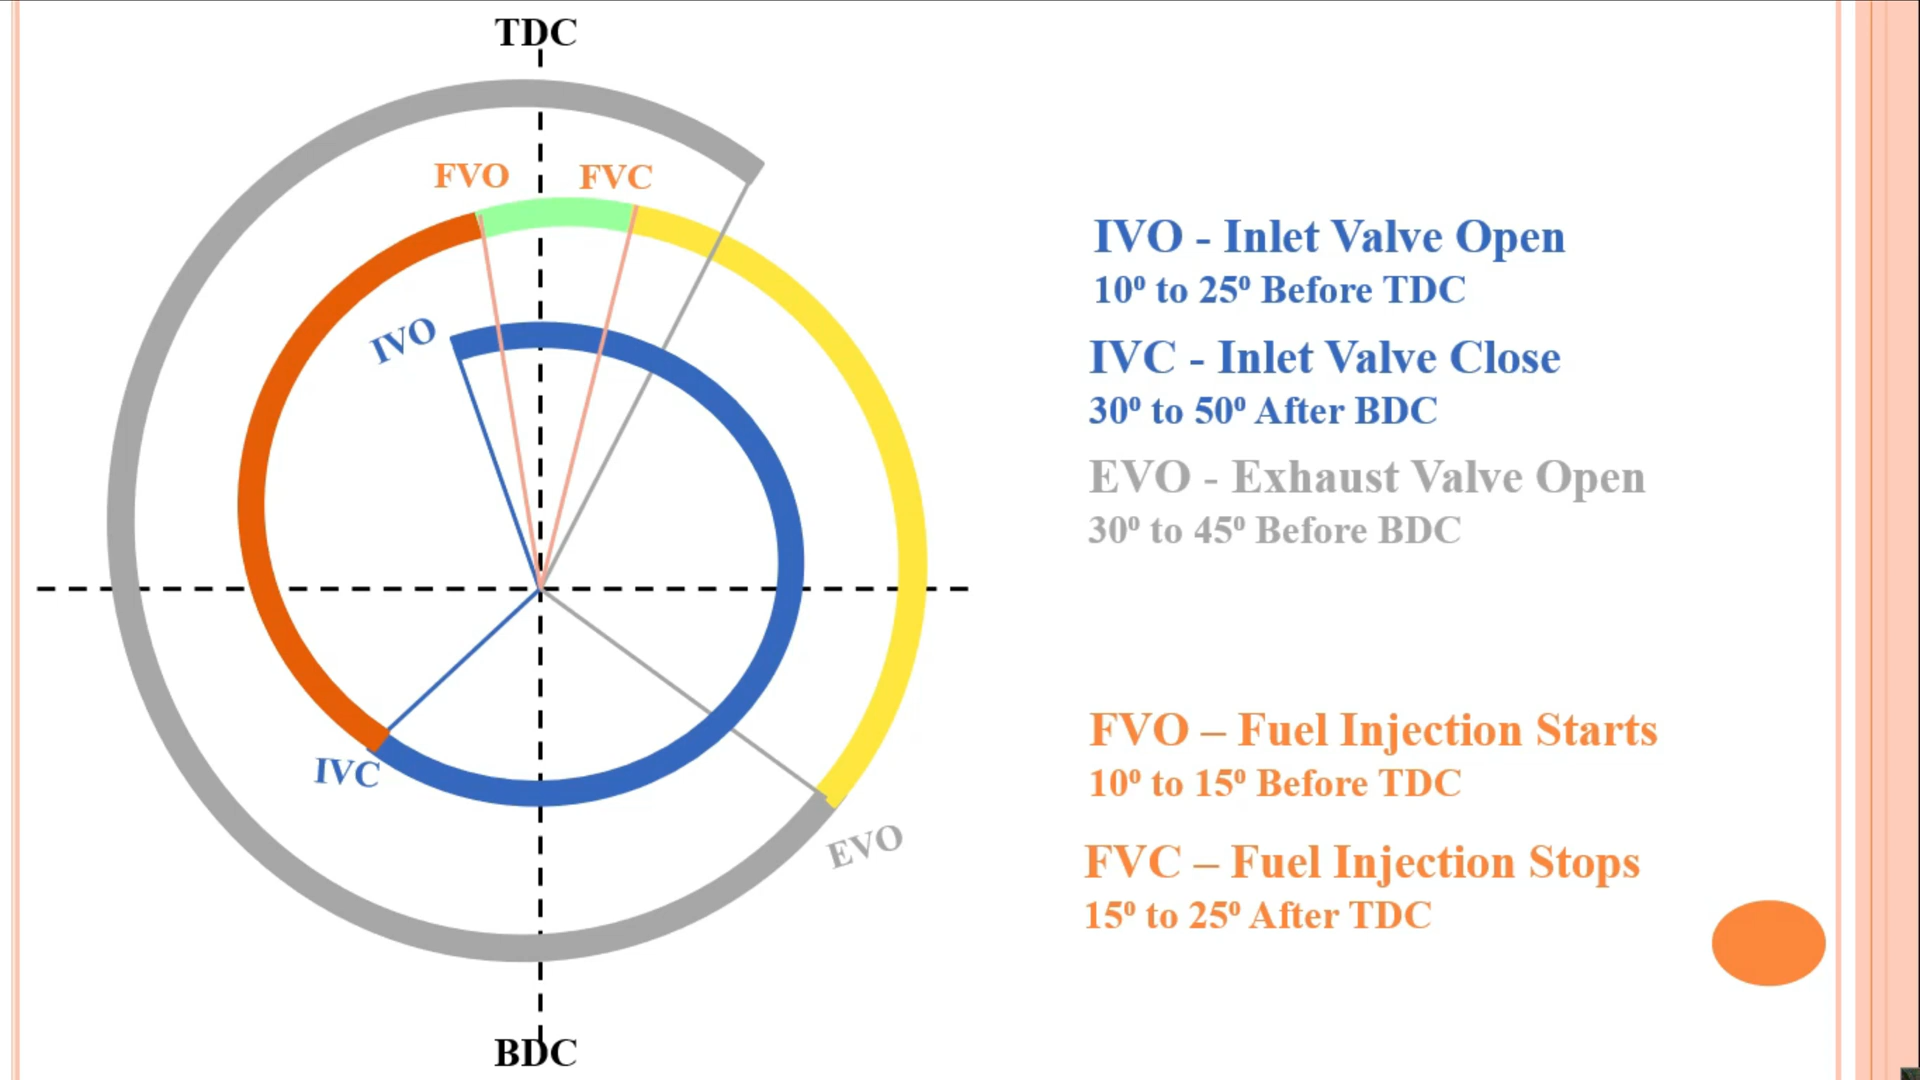 TDC
FVO
FVC
IVO
IVC
EVO
BDC
IVO - Inlet Valve Open
10⁰ to 25⁰ Before TDC
IVC - Inlet Valve Close
30⁰ to 50⁰ After BDC
EVO - Exhaust Valve Open
30⁰ to 45⁰ Before BDC
FVO – Fuel Injection Starts
10⁰ to 15⁰ Before TDC
FVC – Fuel Injection Stops
15⁰ to 25⁰ After TDC